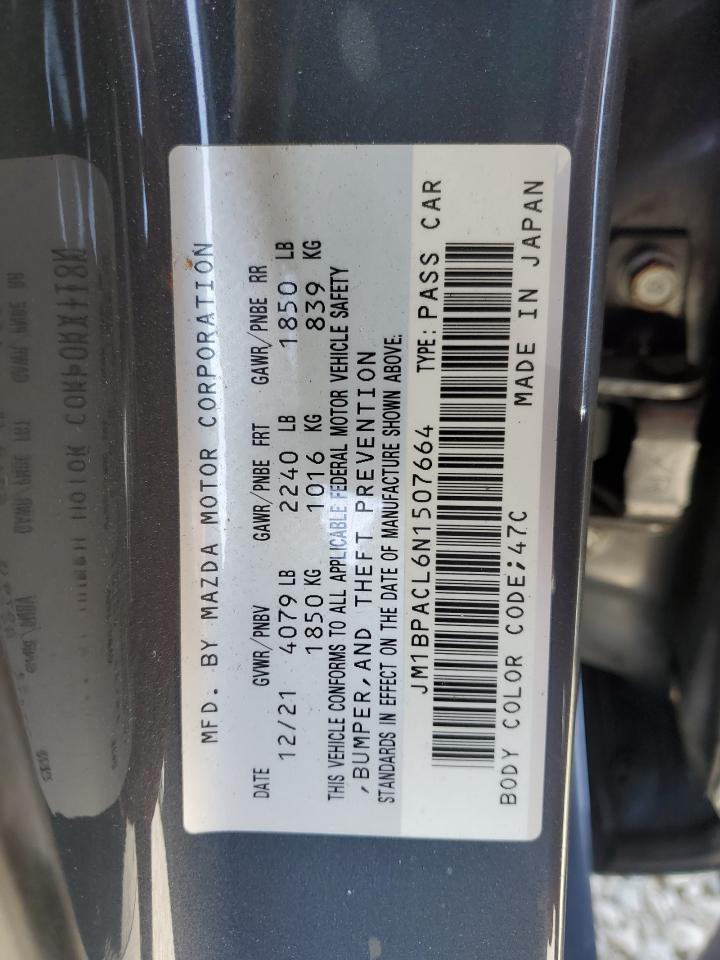 MFD. BY MAZDA MOTOR CORPORATION
DATE GVWR/PNBV GAWR/PNBE FRT GAWR/PNBE RR
12/21 4079 LB 2240 LB 1850 LB
1850 KG 1016 KG 839 KG
THIS VEHICLE CONFORMS TO ALL APPLICABLE FEDERAL MOTOR VEHICLE SAFETY
,BUMPER,AND THEFT PREVENTION
STANDARDS IN EFFECT ON THE DATE OF MANUFACTURE SHOWN ABOVE.
JM1BPACL6N1507664 TYPE: PASS CAR
BODY COLOR CODE;47C MADE IN JAPAN